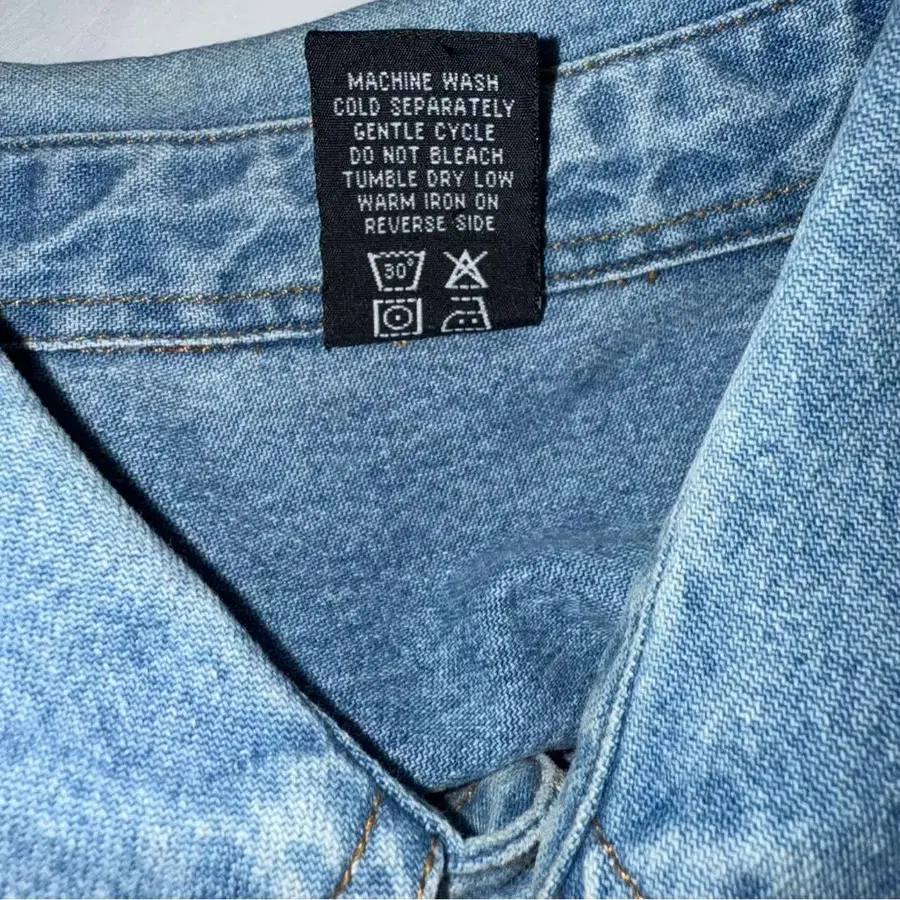 MACHINE WASH
COLD SEPARATELY
GENTLE CYCLE
DO NOT BLEACH
TUMBLE DRY LOW
WARM IRON ON
REVERSE SIDE
30°